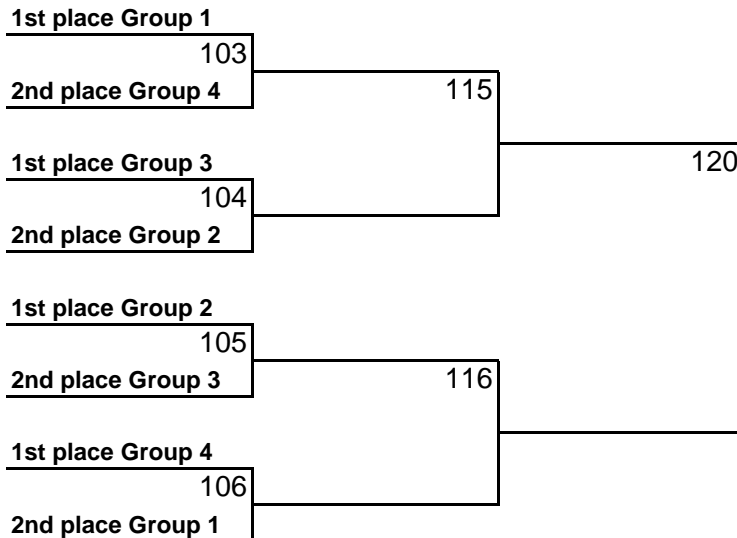 1st place Group 1
103
2nd place Group 4
115
1st place Group 3
120
104
2nd place Group 2
1st place Group 2
105
2nd place Group 3
116
1st place Group 4
106
2nd place Group 1